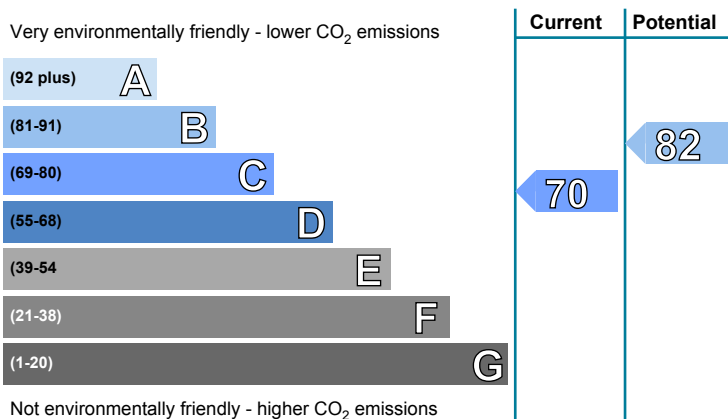 Current Potential
Very environmentally friendly - lower CO2 emissions
(92 plus) A
(81-91) B
82
(69-80) C
70
(55-68) D
(39-54 E
(21-38) F
(1-20) G
Not environmentally friendly - higher CO2 emissions